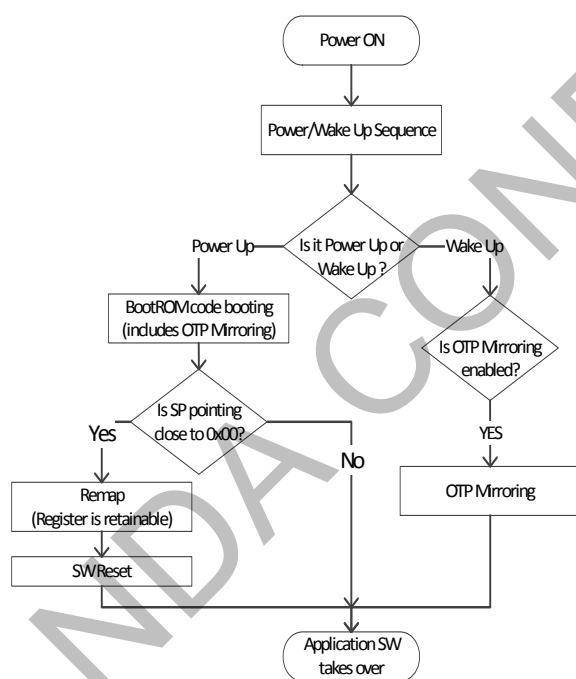 Power ON
Power/Wake Up Sequence
Is it Power Up or
Wake Up ?
Power Up
Wake Up
BootROM code booting
(includes OTP Mirroring)
Is OTP Mirroring
enabled?
Is SP pointing
close to 0x00?
Yes
No
YES
Remap
(Register is retainable)
OTP Mirroring
SW Reset
Application SW
takes over
NDA CONF